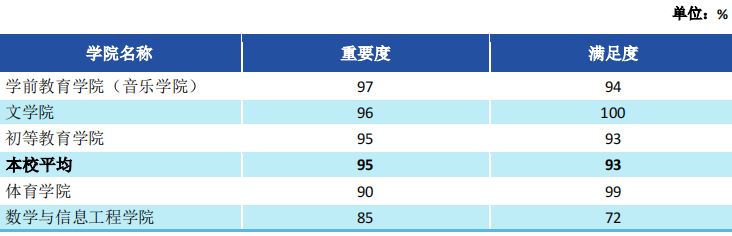 单位：%
学院名称 重要度 满足度
学前教育学院（音乐学院） 97 94
文学院 96 100
初等教育学院 95 93
本校平均 95 93
体育学院 90 99
数学与信息工程学院 85 72